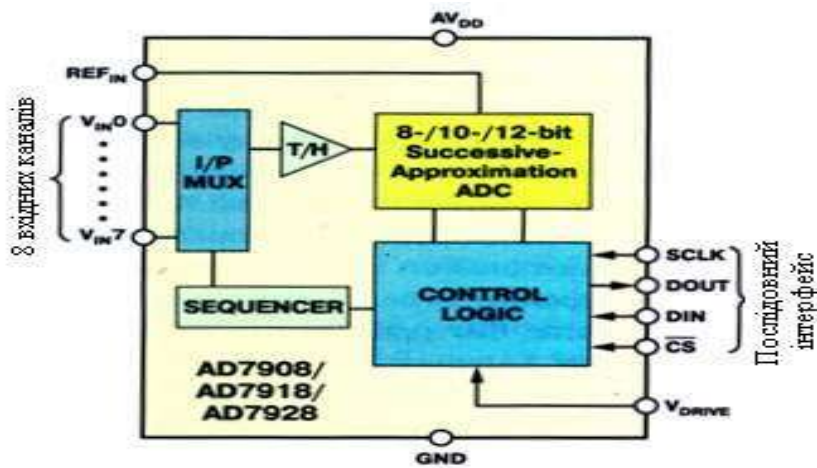 AVDD
REFIN
VIN0
VIN7
8 вхідних каналів
I/P
MUX
T/H
8-/10-/12-bit
Successive-
Approximation
ADC
SEQUENCER
CONTROL
LOGIC
SCLK
DOUT
DIN
CS
VDRIVE
Послідовний
інтерфейс
AD7908/
AD7918/
AD7928
GND